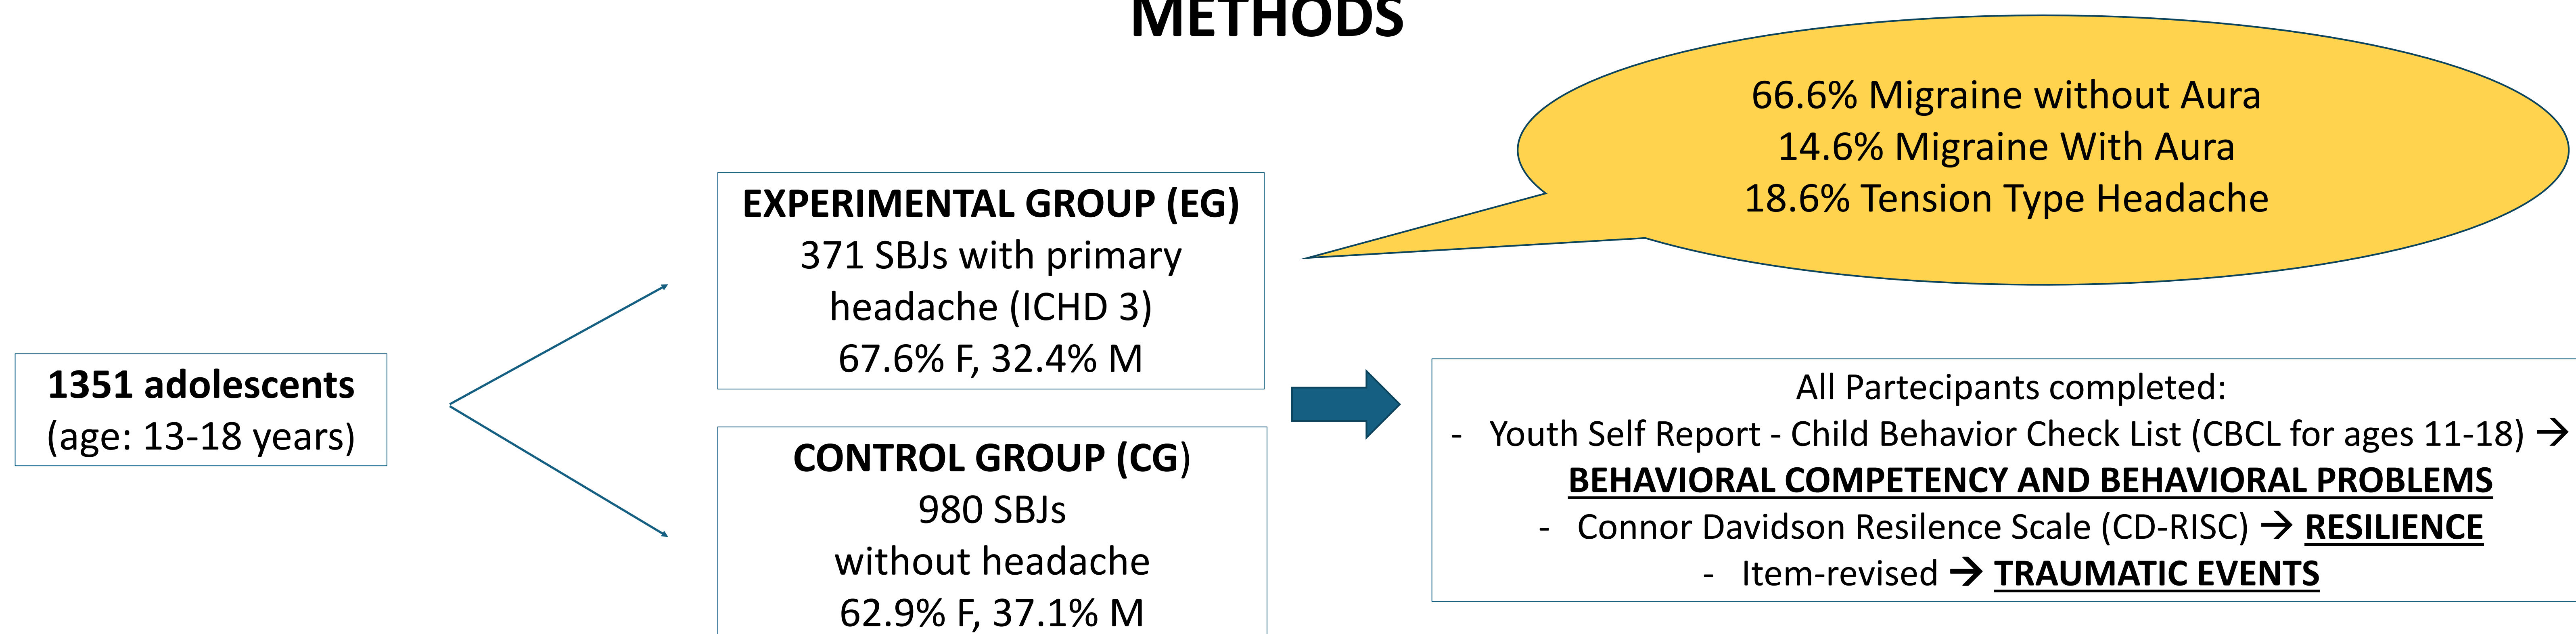 METHODS
66.6% Migraine without Aura
14.6% Migraine With Aura
18.6% Tension Type Headache
EXPERIMENTAL GROUP (EG)
371 SBJs with primary
headache (ICHD 3)
67.6% F, 32.4% M
1351 adolescents
(age: 13-18 years)
CONTROL GROUP (CG)
980 SBJs
without headache
62.9% F, 37.1% M
All Partecipants completed:
- Youth Self Report - Child Behavior Check List (CBCL for ages 11-18) →
BEHAVIORAL COMPETENCY AND BEHAVIORAL PROBLEMS
- Connor Davidson Resilence Scale (CD-RISC) → RESILIENCE
- Item-revised → TRAUMATIC EVENTS